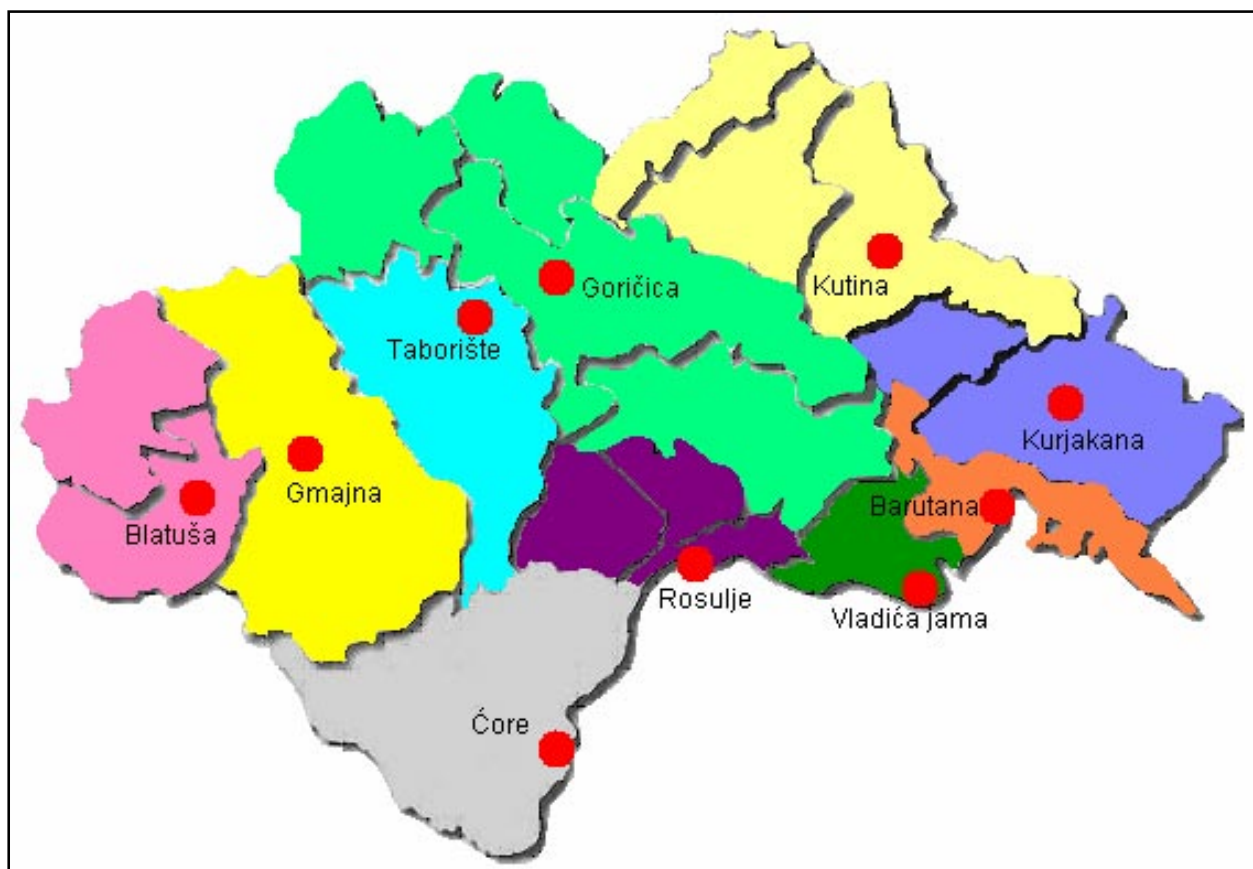 Goričica
Kutina
Taborište
Kurjakana
Gmajna
Barutana
Blatuša
Rosulje
Vladića jama
Ćore